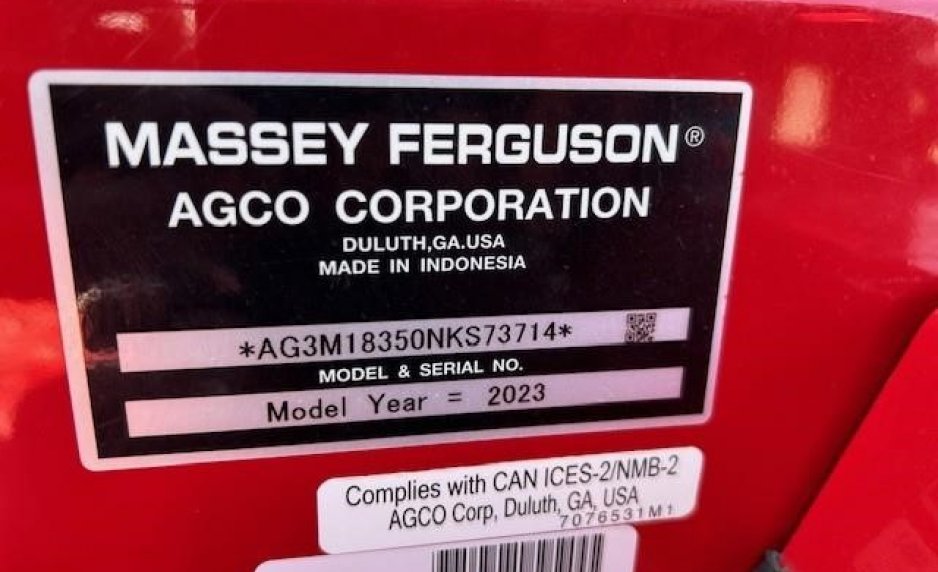 MASSEY FERGUSON®
AGCO CORPORATION
DULUTH,GA.USA
MADE IN INDONESIA
*AG3M18350NKS73714*
MODEL & SERIAL NO.
Model Year = 2023
Complies with CAN ICES-2/NMB-2
AGCO Corp, Duluth, GA, USA
7076531M1